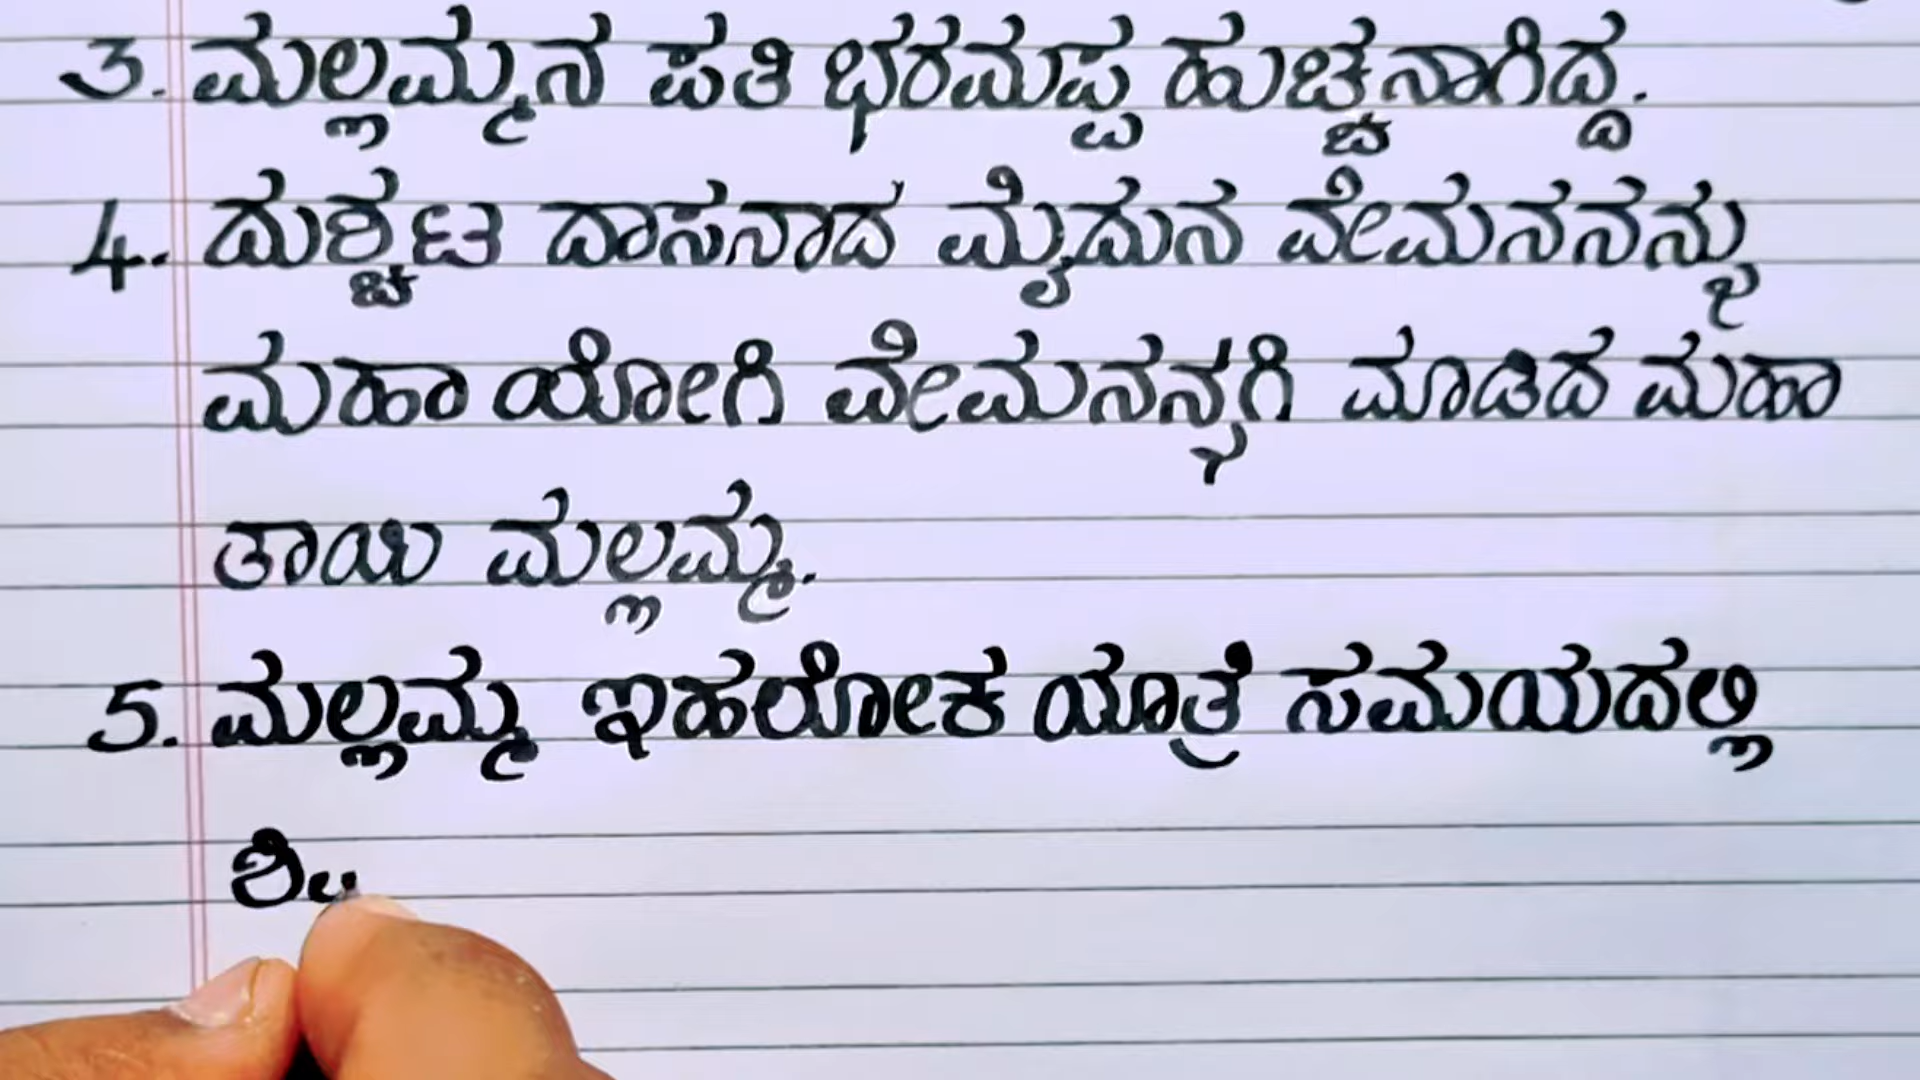 3. ಮಲ್ಲಮ್ಮನ ಪತಿ ಭರಮಪ್ಪ ಹುಚ್ಚನಾಗಿದ್ದ.
4. ದುಶ್ಚಟ ದಾಸನಾದ ಮೈದುನ ವೇಮನನನ್ನು
ಮಹಾ ಯೋಗಿ ವೇಮನನ್ನಾಗಿ ಮಾಡಿದ ಮಹಾ
ತಾಯಿ ಮಲ್ಲಮ್ಮ.
5. ಮಲ್ಲಮ್ಮ ಇಹಲೋಕ ಯಾತ್ರೆ ಸಮಯದಲ್ಲಿ